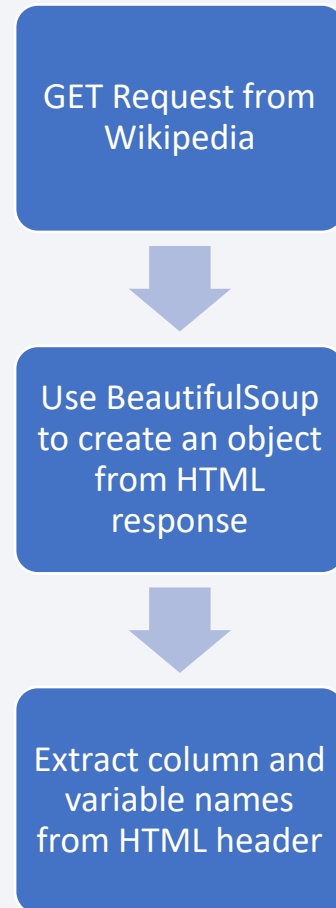 GET Request from
Wikipedia
Use BeautifulSoup
to create an object
from HTML
response
Extract column and
variable names
from HTML header